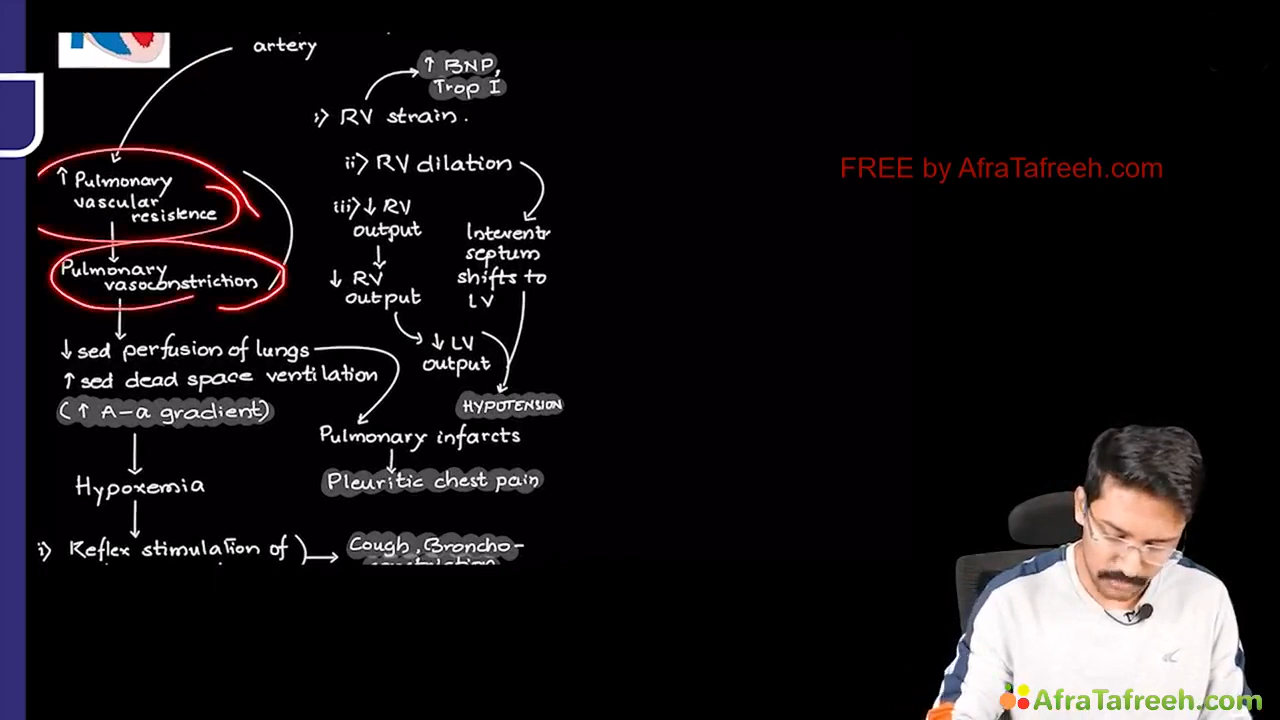 artery
↑ BNP,
Trop I
i) RV strain.
ii) RV dilation
iii) ↓ RV
output
↓ RV
output
Interventr
septum
shifts to
LV
↓ LV
output
HYPOTENSION
↑ Pulmonary
vascular
resistence
Pulmonary
vasoconstriction
↓sed perfusion of lungs
↑sed dead space ventilation
(↑ A-a gradient)
Pulmonary infarcts
Pleuritic chest pain
Hypoxemia
i) Reflex stimulation of
Cough, Broncho-
FREE by AfraTafreeh.com
AfraTafreeh.com